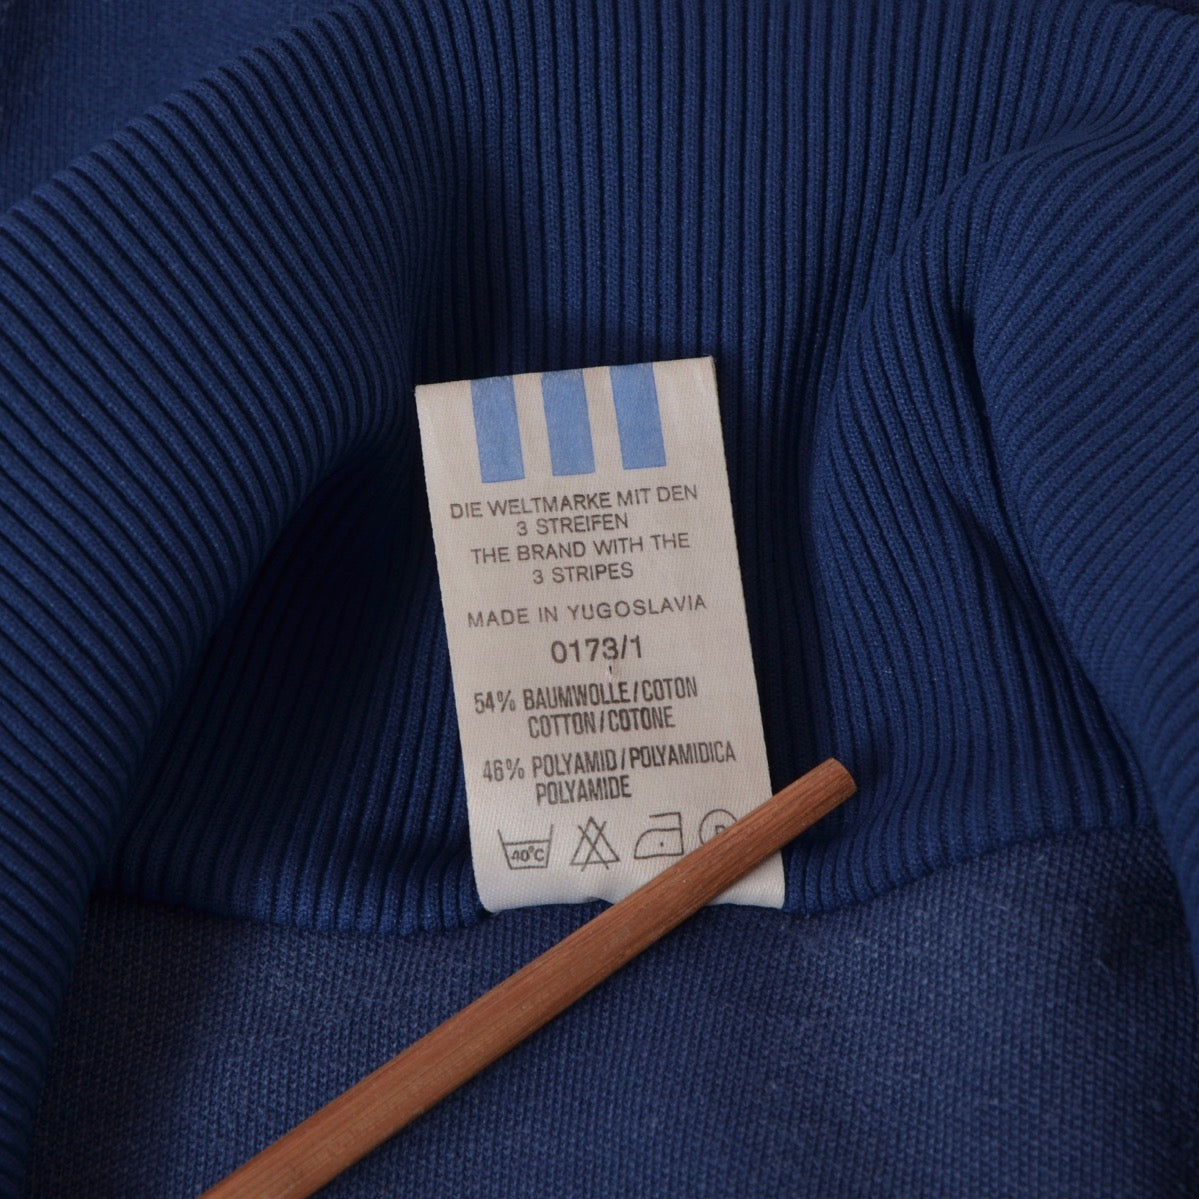 DIE WELTMARKE MIT DEN
3 STREIFEN
THE BRAND WITH THE
3 STRIPES
MADE IN YUGOSLAVIA
0173/1
54% BAUMWOLLE/COTON
COTTON/COTONE
46% POLYAMID/POLYAMIDICA
POLYAMIDE
40°C